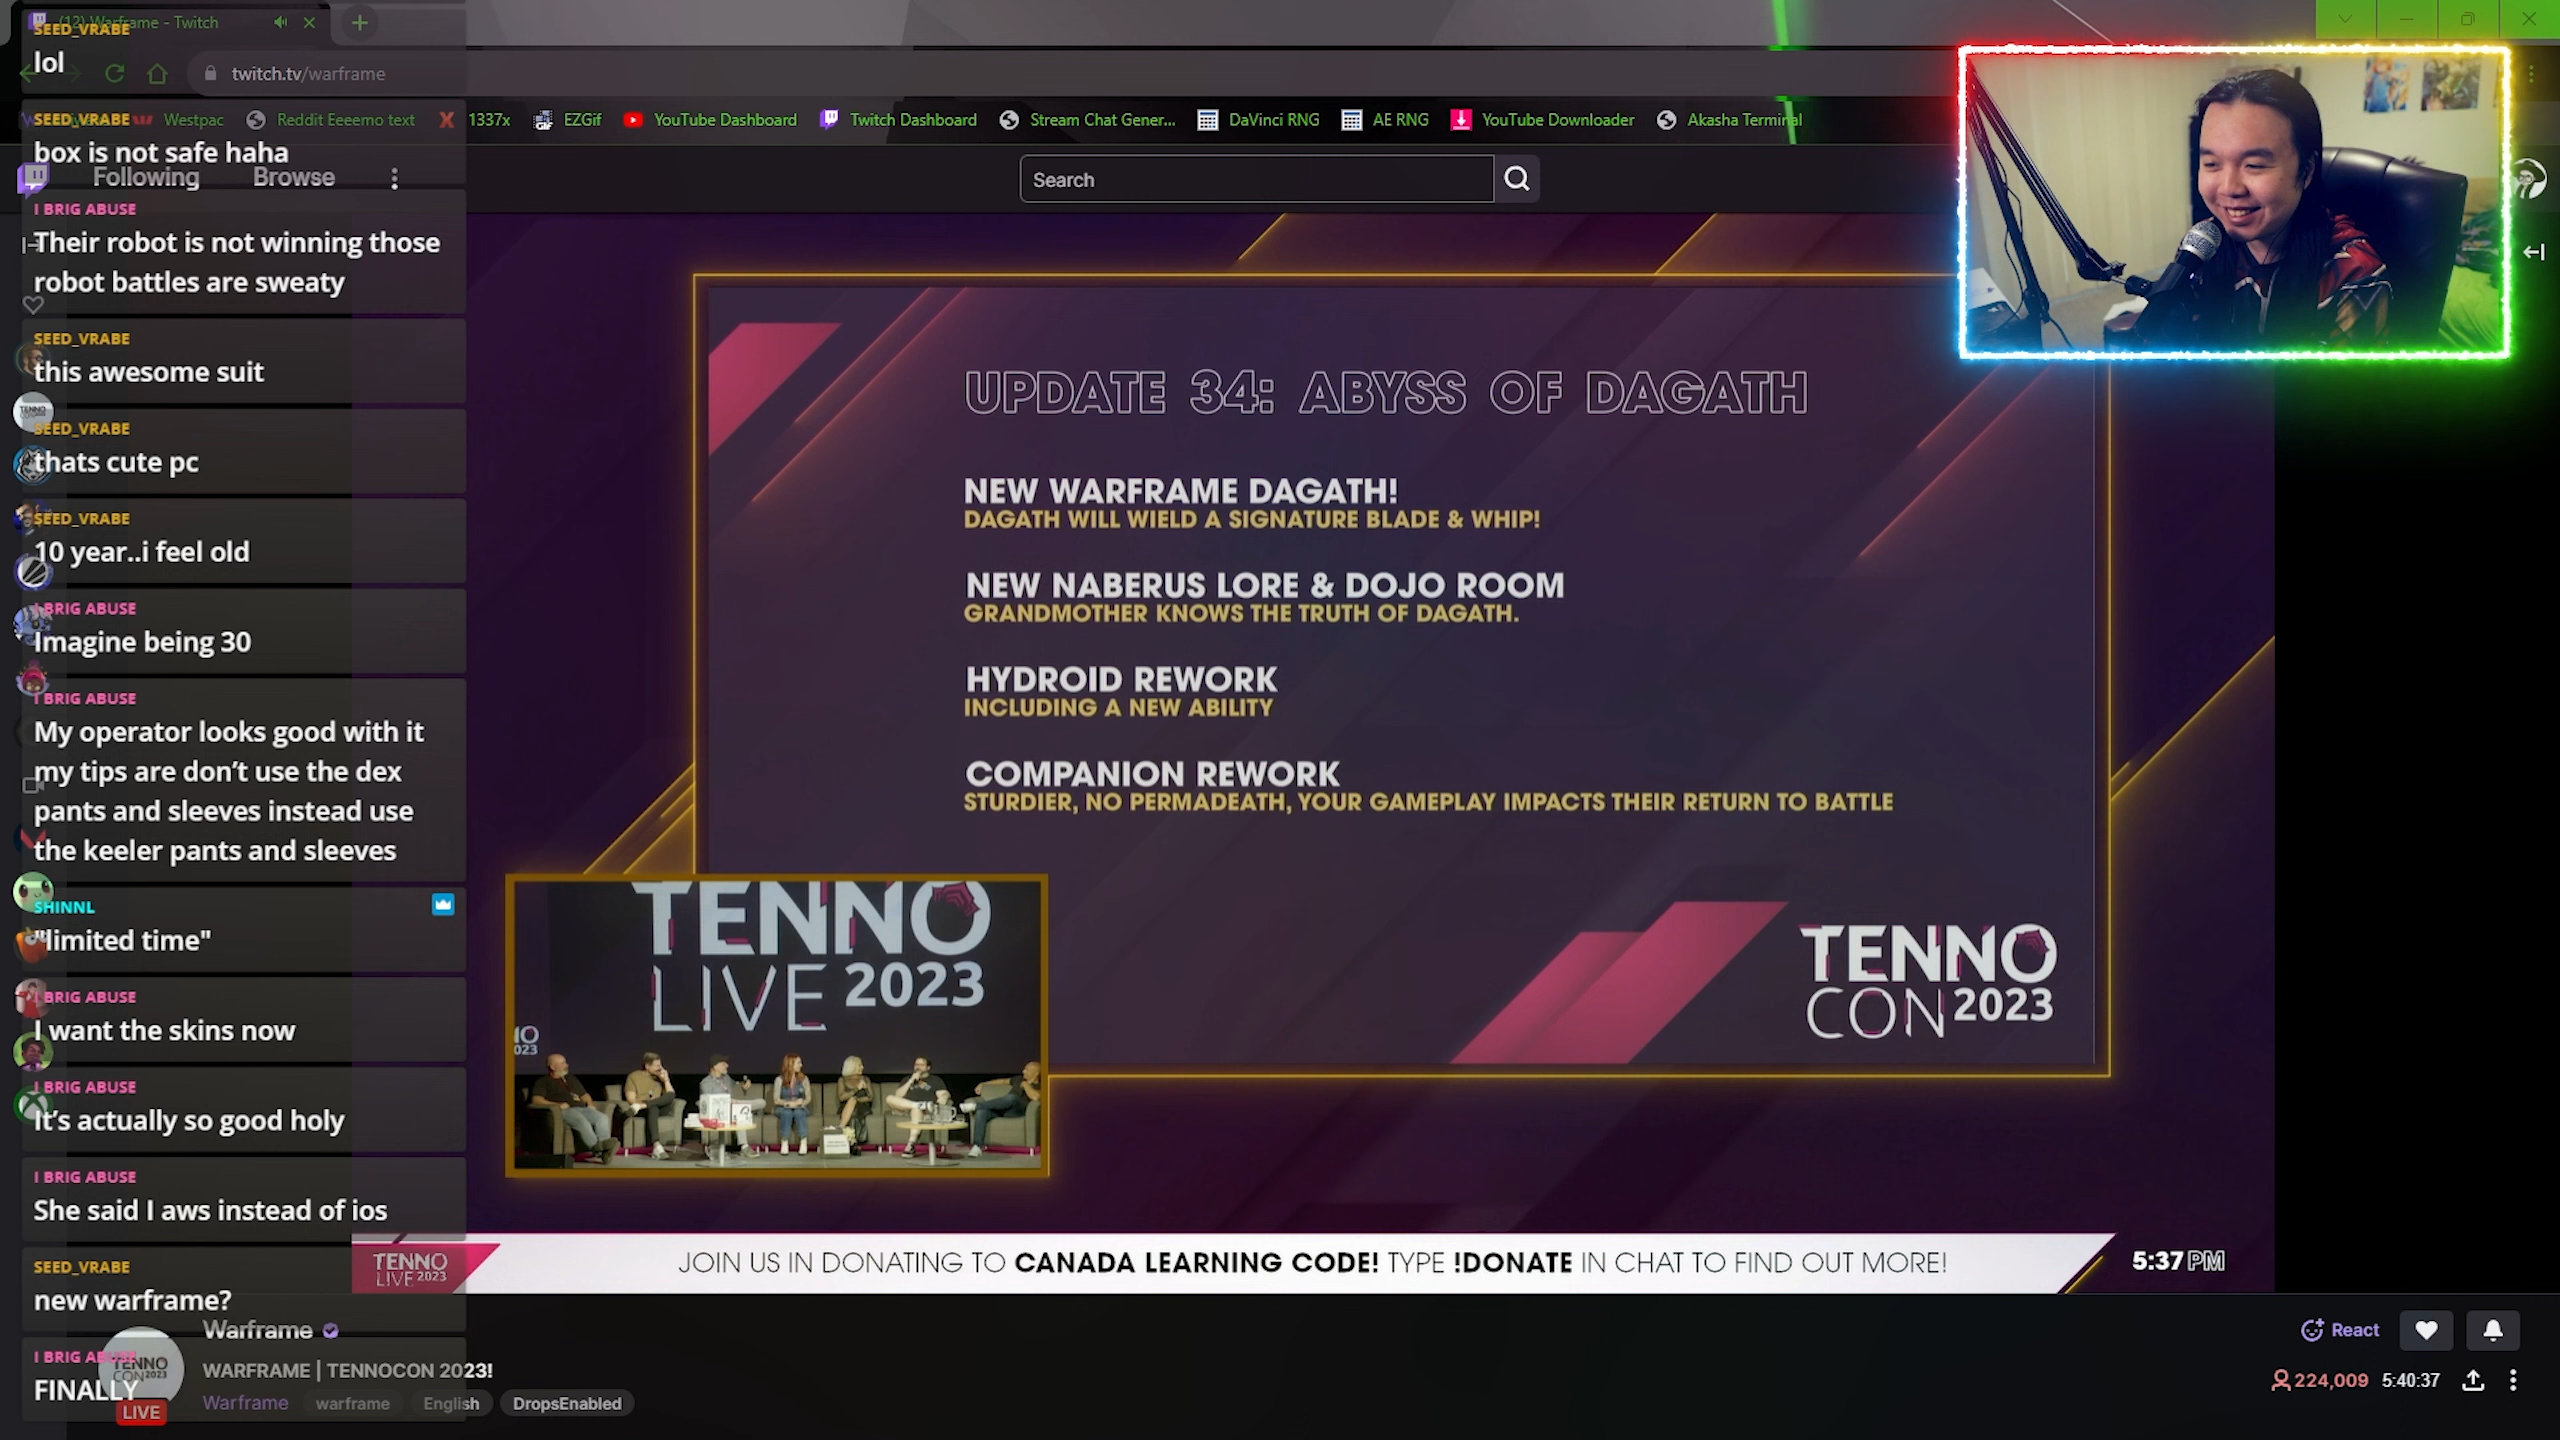 (12) Warframe - Twitch
twitch.tv/warframe
Westpac
Reddit Eeeemo text
1337x
EZGif
YouTube Dashboard
Twitch Dashboard
Stream Chat Gener...
DaVinci RNG
AE RNG
YouTube Downloader
Akasha Terminal
Following
Browse
Search
SEED_VRABE
lol
SEED_VRABE
box is not safe haha
I BRIG ABUSE
Their robot is not winning those
robot battles are sweaty
SEED_VRABE
this awesome suit
SEED_VRABE
thats cute pc
SEED_VRABE
10 year..i feel old
I BRIG ABUSE
Imagine being 30
I BRIG ABUSE
My operator looks good with it
my tips are don't use the dex
pants and sleeves instead use
the keeler pants and sleeves
SHINNL
"limited time"
I BRIG ABUSE
I want the skins now
I BRIG ABUSE
It's actually so good holy
I BRIG ABUSE
She said I aws instead of ios
SEED_VRABE
new warframe?
I BRIG ABUSE
FINALLY
UPDATE 34: ABYSS OF DAGATH
NEW WARFRAME DAGATH!
DAGATH WILL WIELD A SIGNATURE BLADE & WHIP!
NEW NABERUS LORE & DOJO ROOM
GRANDMOTHER KNOWS THE TRUTH OF DAGATH.
HYDROID REWORK
INCLUDING A NEW ABILITY
COMPANION REWORK
STURDIER, NO PERMADEATH, YOUR GAMEPLAY IMPACTS THEIR RETURN TO BATTLE
TENNO
LIVE 2023
TENNO
CON 2023
TENNO
LIVE 2023
JOIN US IN DONATING TO CANADA LEARNING CODE! TYPE !DONATE IN CHAT TO FIND OUT MORE!
5:37 PM
TENNO
CON 2023
LIVE
Warframe
WARFRAME | TENNOCON 2023!
Warframe
warframe
English
DropsEnabled
React
224,009
5:40:37